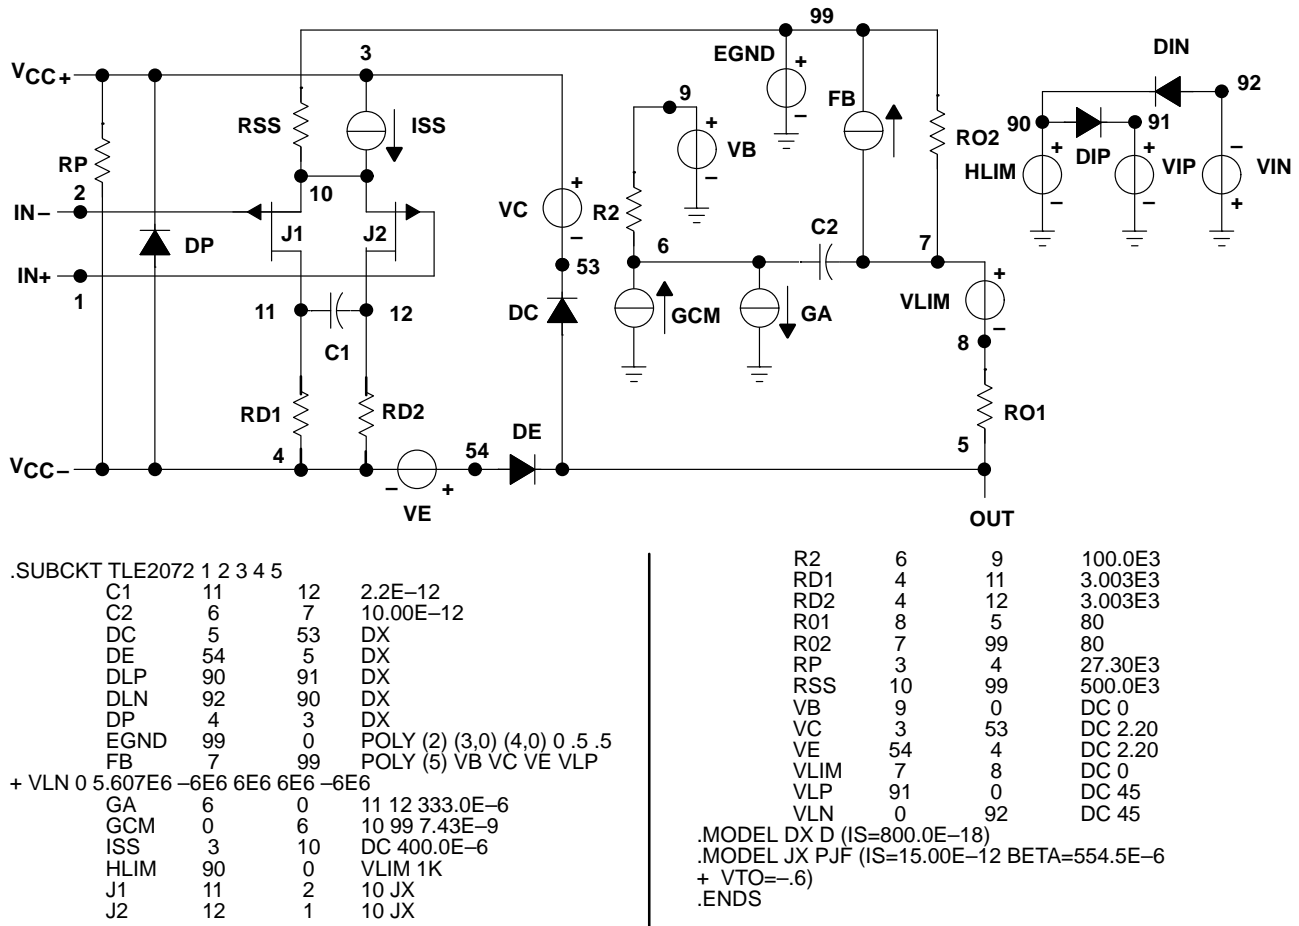 99
3
EGND
+
−
FB
DIN
92
VCC+
9
RSS
ISS
VB
+
−
RO2
90
91
DIP
HLIM
+
−
VIP
+
−
VIN
−
+
RP
2
10
IN−
J1
J2
VC
+
−
R2
C2
DP
6
7
IN+
1
53
11
12
DC
GCM
GA
VLIM
+
−
C1
8
RD1
RD2
RO1
DE
4
54
5
VCC−
−
+
VE
OUT
.SUBCKT TLE2072 1 2 3 4 5
C1 11 12 2.2E–12
C2 6 7 10.00E–12
DC 5 53 DX
DE 54 5 DX
DLP 90 91 DX
DLN 92 90 DX
DP 4 3 DX
EGND 99 0 POLY (2) (3,0) (4,0) 0 .5 .5
FB 7 99 POLY (5) VB VC VE VLP
+ VLN 0 5.607E6 –6E6 6E6 6E6 –6E6
GA 6 0 11 12 333.0E–6
GCM 0 6 10 99 7.43E–9
ISS 3 10 DC 400.0E–6
HLIM 90 0 VLIM 1K
J1 11 2 10 JX
J2 12 1 10 JX
R2 6 9 100.0E3
RD1 4 11 3.003E3
RD2 4 12 3.003E3
R01 8 5 80
R02 7 99 80
RP 3 4 27.30E3
RSS 10 99 500.0E3
VB 9 0 DC 0
VC 3 53 DC 2.20
VE 54 4 DC 2.20
VLIM 7 8 DC 0
VLP 91 0 DC 45
VLN 0 92 DC 45
.MODEL DX D (IS=800.0E–18)
.MODEL JX PJF (IS=15.00E–12 BETA=554.5E–6
+ VTO=–.6)
.ENDS